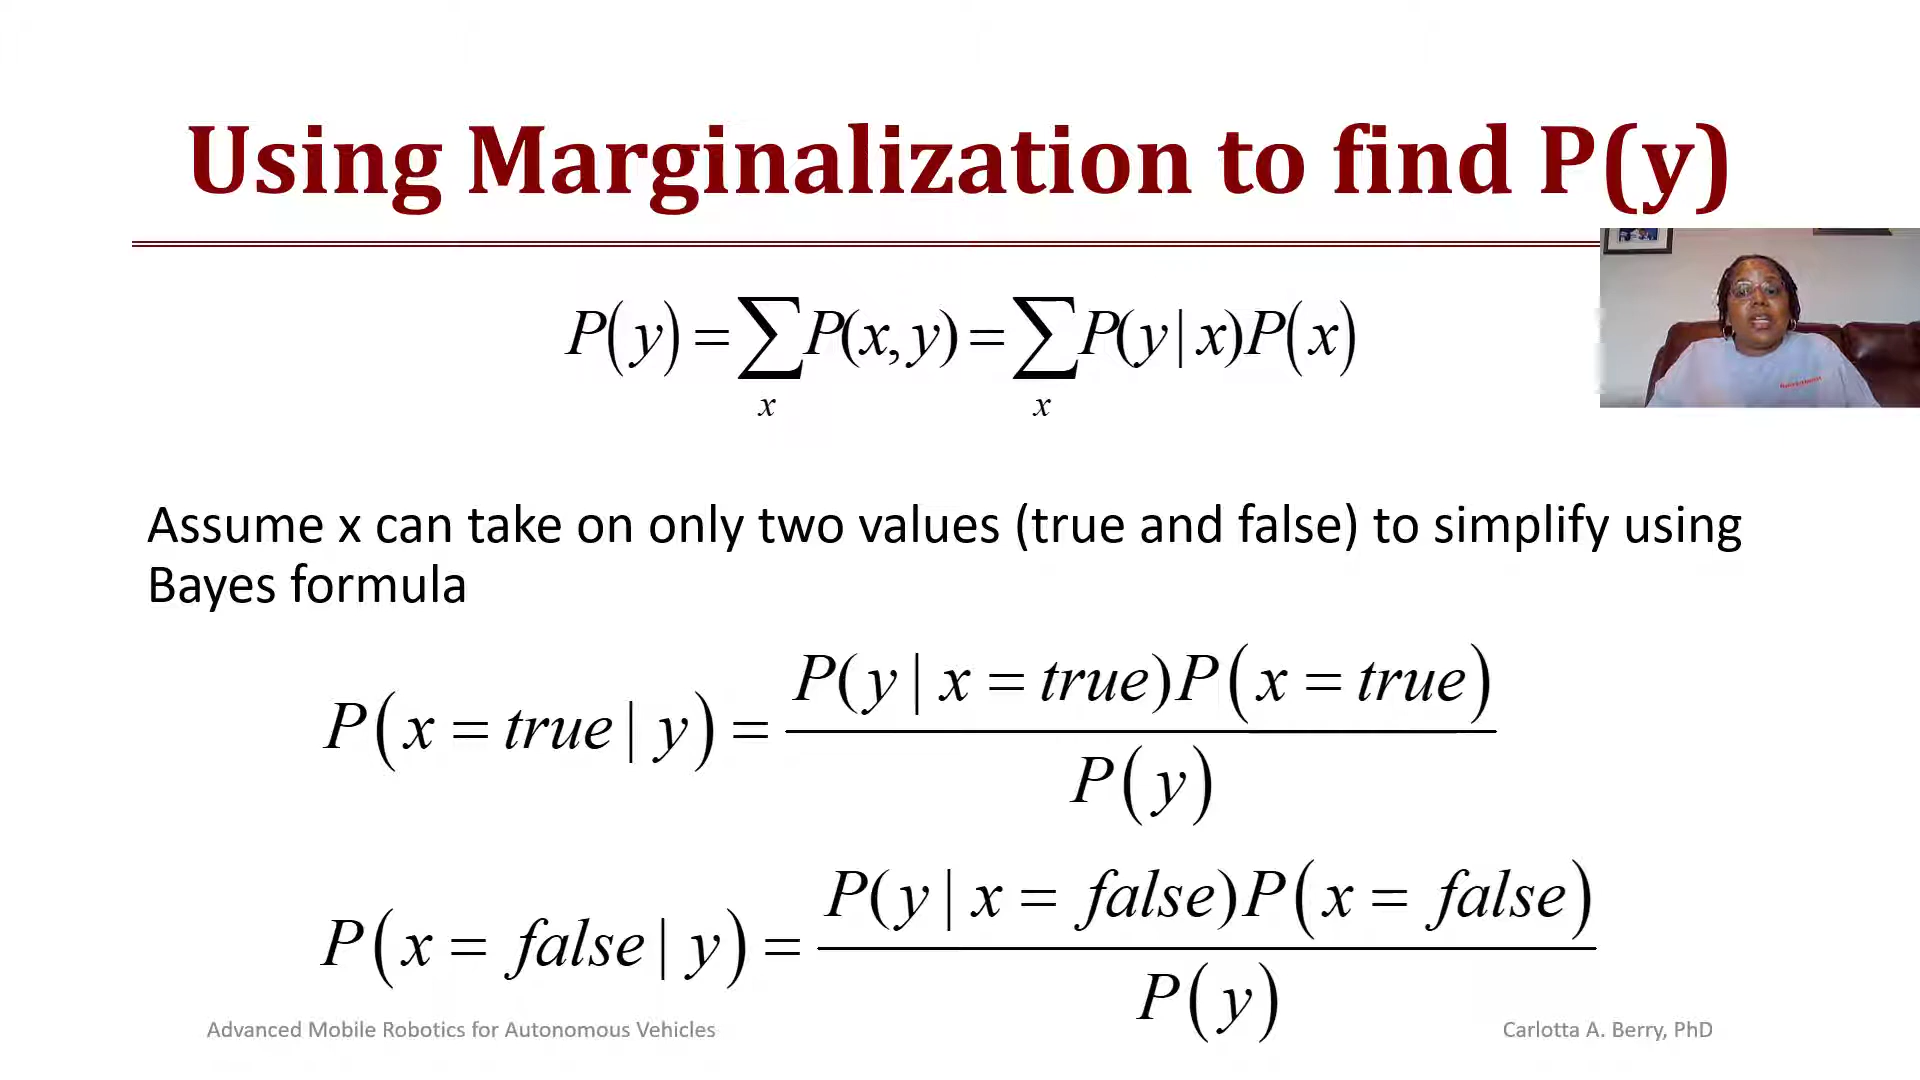 Using Marginalization to find P(y)
P(y) = ∑ₓ P(x, y) = ∑ₓ P(y | x)P(x)
Assume x can take on only two values (true and false) to simplify using
Bayes formula
P(x = true | y) = P(y | x = true)P(x = true) / P(y)
P(x = false | y) = P(y | x = false)P(x = false) / P(y)
Advanced Mobile Robotics for Autonomous Vehicles
Carlotta A. Berry, PhD